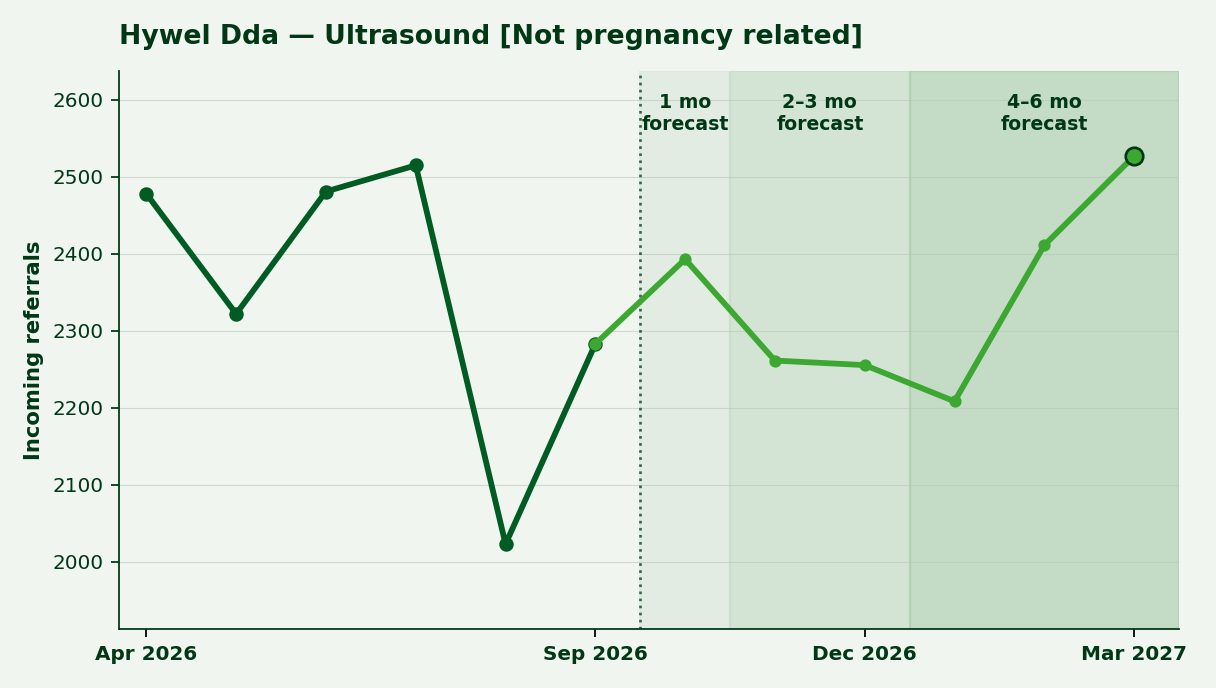 Hywel Dda — Ultrasound [Not pregnancy related]
1 mo
forecast
2–3 mo
forecast
4–6 mo
forecast
Incoming referrals
2600
2500
2400
2300
2200
2100
2000
Apr 2026
Sep 2026
Dec 2026
Mar 2027